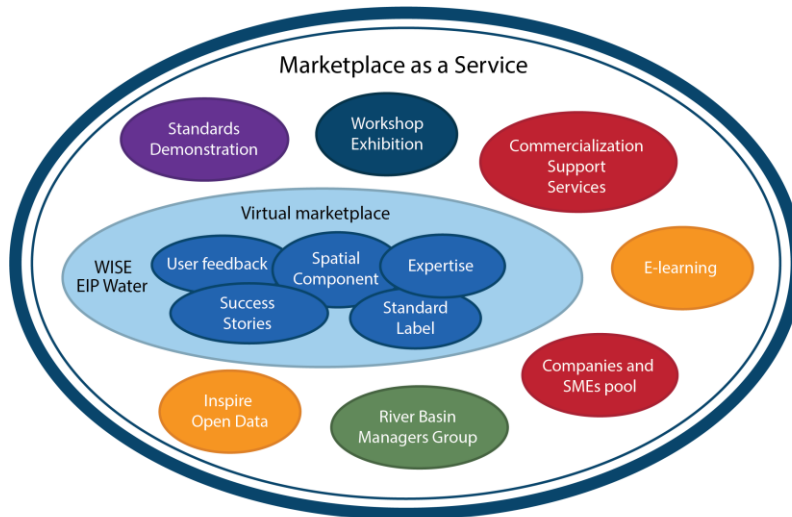 Marketplace as a Service
Standards
Demonstration
Workshop
Exhibition
Commercialization
Support
Services
Virtual marketplace
WISE
EIP Water
User feedback
Spatial
Component
Expertise
Success
Stories
Standard
Label
E-learning
Companies and
SMEs pool
Inspire
Open Data
River Basin
Managers Group